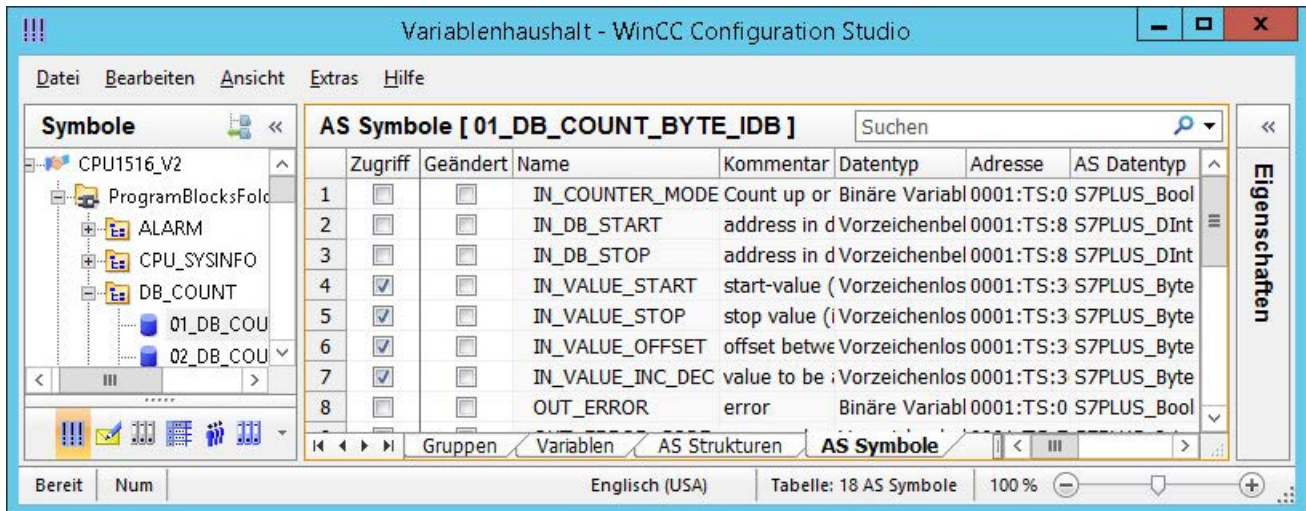 Variablenhaushalt - WinCC Configuration Studio
Datei Bearbeiten Ansicht Extras Hilfe
Symbole
CPU1516_V2
ProgramBlocksFold
ALARM
CPU_SYSINFO
DB_COUNT
01_DB_COU
02_DB_COU
AS Symbole [ 01_DB_COUNT_BYTE_IDB ] Suchen
Zugriff Geändert Name Kommentar Datentyp Adresse AS Datentyp
1 IN_COUNTER_MODE Count up or Binäre Variabl 0001:TS:0 S7PLUS_Bool
2 IN_DB_START address in d Vorzeichenbel 0001:TS:8 S7PLUS_DInt
3 IN_DB_STOP address in d Vorzeichenbel 0001:TS:8 S7PLUS_DInt
4 IN_VALUE_START start-value ( Vorzeichenlos 0001:TS:3 S7PLUS_Byte
5 IN_VALUE_STOP stop value (i Vorzeichenlos 0001:TS:3 S7PLUS_Byte
6 IN_VALUE_OFFSET offset betwe Vorzeichenlos 0001:TS:3 S7PLUS_Byte
7 IN_VALUE_INC_DEC value to be Vorzeichenlos 0001:TS:3 S7PLUS_Byte
8 OUT_ERROR error Binäre Variabl 0001:TS:0 S7PLUS_Bool
Gruppen Variablen AS Strukturen AS Symbole
Eigenschaften
Bereit Num Englisch (USA) Tabelle: 18 AS Symbole 100 %